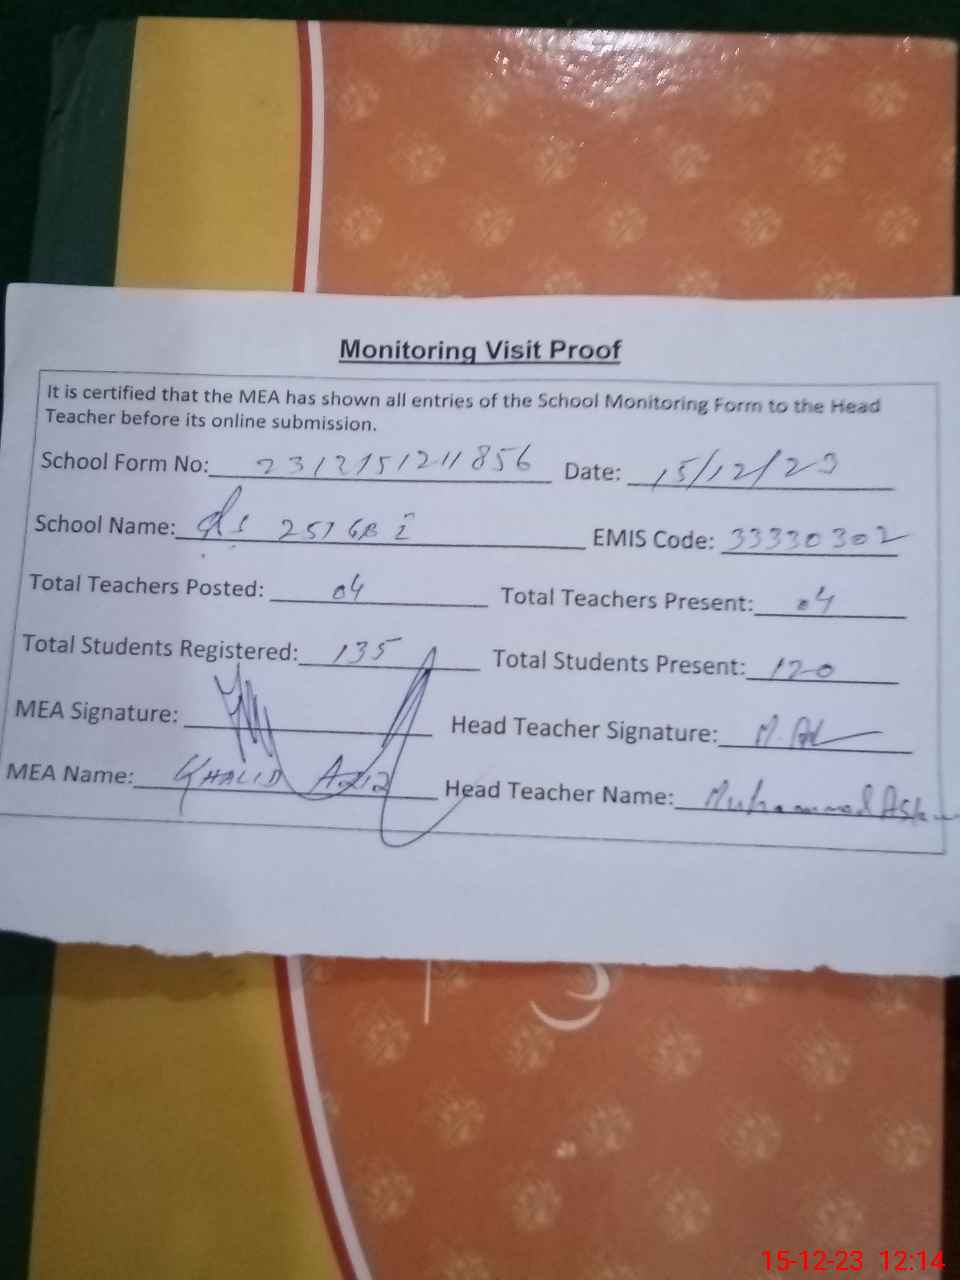 Monitoring Visit Proof
It is certified that the MEA has shown all entries of the School Monitoring Form to the Head
Teacher before its online submission.
School Form No: 231215121856 Date: 15/12/23
School Name: 257 GB EMIS Code: 33330302
Total Teachers Posted: 04 Total Teachers Present: 04
Total Students Registered: 135 Total Students Present: 120
MEA Signature: Head Teacher Signature:
MEA Name: KHALID AZIZ Head Teacher Name: Muhammad
15-12-23 12:14